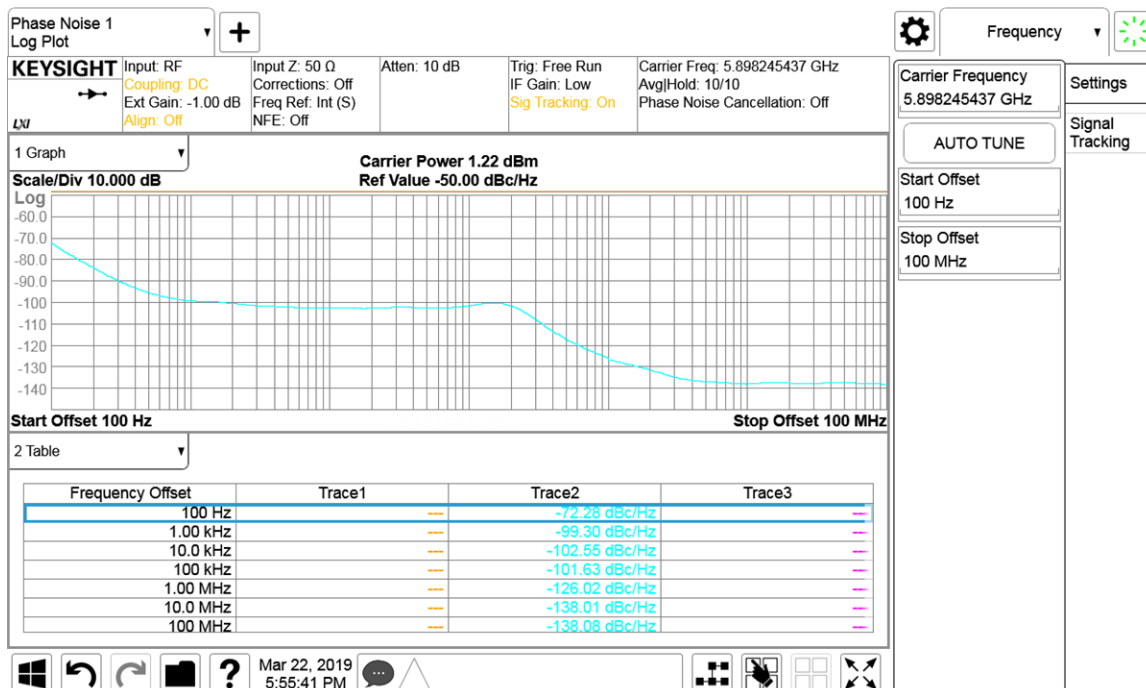 Phase Noise 1
Log Plot
Frequency
KEYSIGHT
LXI
Input: RF
Coupling: DC
Ext Gain: -1.00 dB
Align: Off
Input Z: 50 Ω
Corrections: Off
Freq Ref: Int (S)
NFE: Off
Atten: 10 dB
Trig: Free Run
IF Gain: Low
Sig Tracking: On
Carrier Freq: 5.898245437 GHz
Avg|Hold: 10/10
Phase Noise Cancellation: Off
Carrier Frequency
5.898245437 GHz
AUTO TUNE
Start Offset
100 Hz
Stop Offset
100 MHz
Settings
Signal
Tracking
1 Graph
Scale/Div 10.000 dB
Carrier Power 1.22 dBm
Ref Value -50.00 dBc/Hz
Log
-60.0
-70.0
-80.0
-90.0
-100
-110
-120
-130
-140
Start Offset 100 Hz Stop Offset 100 MHz
2 Table
Frequency Offset Trace1 Trace2 Trace3
100 Hz --- -72.28 dBc/Hz ---
1.00 kHz --- -99.30 dBc/Hz ---
10.0 kHz --- -102.55 dBc/Hz ---
100 kHz --- -101.63 dBc/Hz ---
1.00 MHz --- -126.02 dBc/Hz ---
10.0 MHz --- -138.01 dBc/Hz ---
100 MHz --- -138.08 dBc/Hz ---
?
Mar 22, 2019
5:55:41 PM